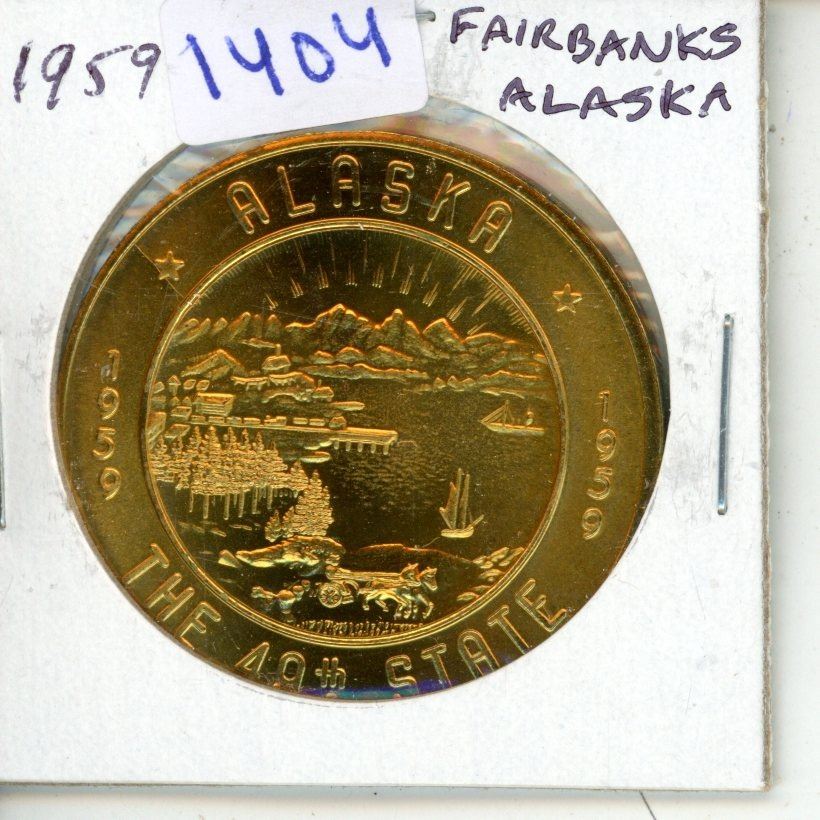 1959
1404
FAIRBANKS
ALASKA
ALASKA
1959
1959
THE 49th STATE